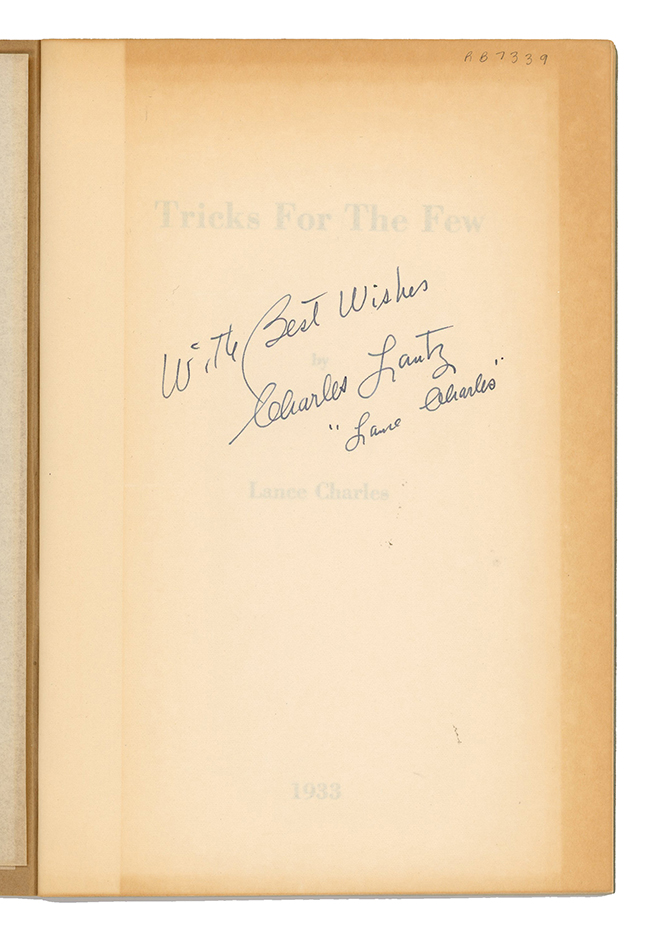 RB7339
Tricks For The Few
With Best Wishes
by
Charles Lantz
"Lance Charles"
Lance Charles
1933